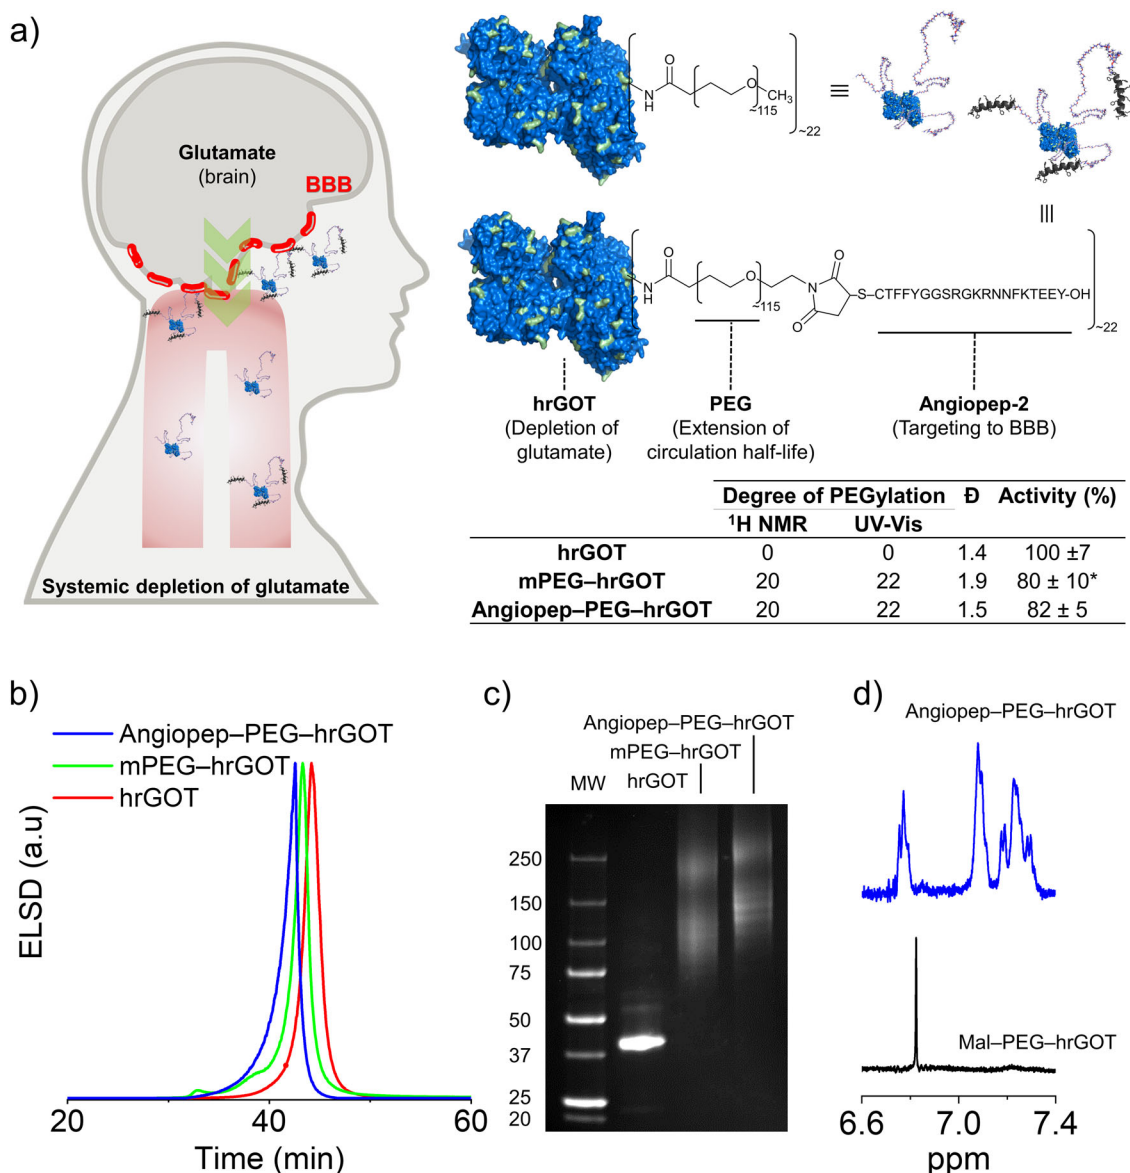 a)
Glutamate
(brain)
BBB
Systemic depletion of glutamate
N
H
O
O
~115
CH3
~22
≡
N
H
O
O
~115
N
O
O
S–CTFFYGGSRGKRNNFKTEEY-OH
~22
hrGOT
(Depletion of
glutamate)
PEG
(Extension of
circulation half-life)
Angiopep-2
(Targeting to BBB)
Degree of PEGylation Đ Activity (%)
¹H NMR UV-Vis
hrGOT 0 0 1.4 100 ±7
mPEG–hrGOT 20 22 1.9 80 ± 10*
Angiopep–PEG–hrGOT 20 22 1.5 82 ± 5
b)
Angiopep–PEG–hrGOT
mPEG–hrGOT
hrGOT
ELSD (a.u)
20 40 60
Time (min)
c)
Angiopep–PEG–hrGOT
mPEG–hrGOT
MW hrGOT
250
150
100
75
50
37
25
20
d)
Angiopep–PEG–hrGOT
Mal–PEG–hrGOT
6.6 7.0 7.4
ppm